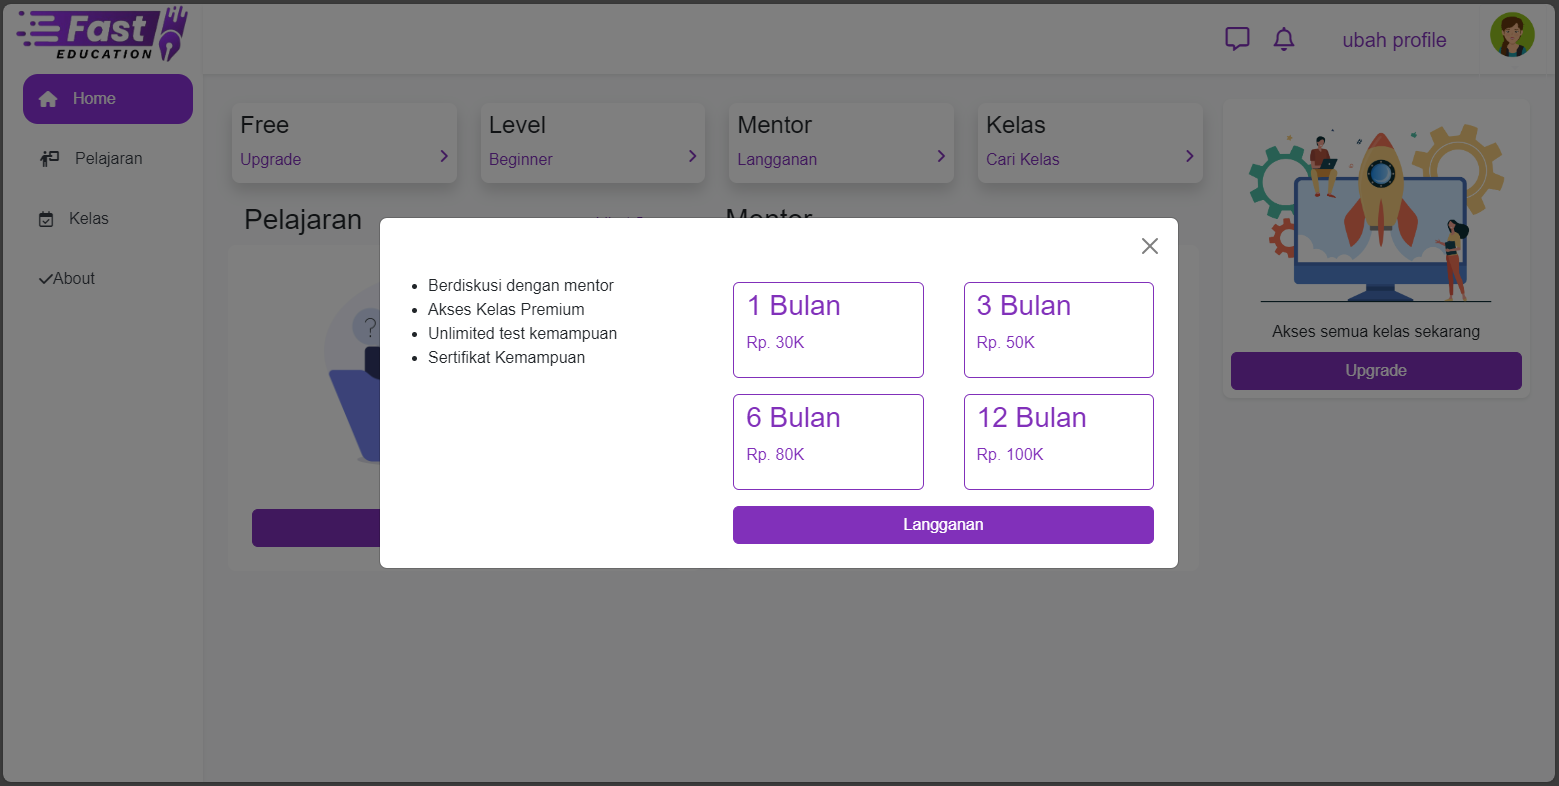 Fast
EDUCATION
ubah profile
Home
Pelajaran
Kelas
About
Free
Upgrade
Level
Beginner
Mentor
Langganan
Kelas
Cari Kelas
Pelajaran
Mentor
?
Akses semua kelas sekarang
Upgrade
Berdiskusi dengan mentor
Akses Kelas Premium
Unlimited test kemampuan
Sertifikat Kemampuan
1 Bulan
Rp. 30K
3 Bulan
Rp. 50K
6 Bulan
Rp. 80K
12 Bulan
Rp. 100K
Langganan